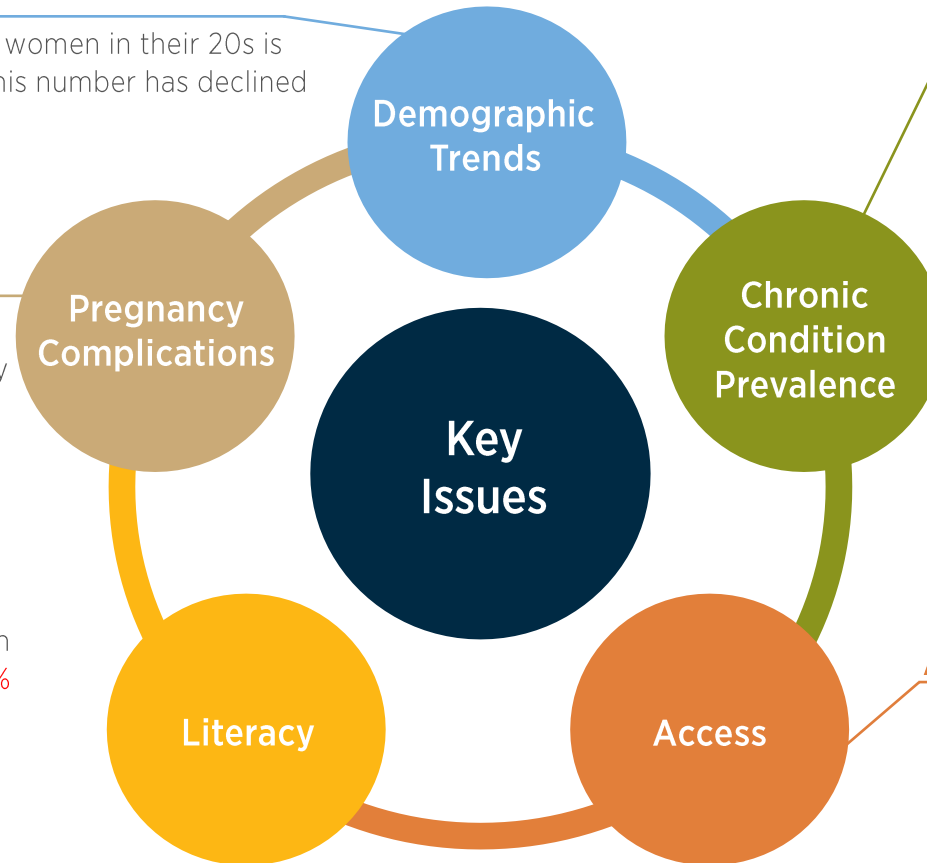 women in their 20s is
his number has declined
Demographic
Trends
Chronic
Condition
Prevalence
Pregnancy
Complications
Key
Issues
%
Literacy
Access